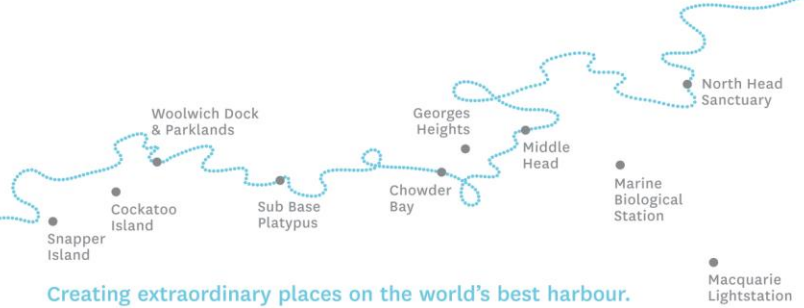 North Head
Sanctuary
Woolwich Dock
& Parklands
Georges
Heights
Middle
Head
Marine
Biological
Station
Chowder
Bay
Cockatoo
Island
Sub Base
Platypus
Snapper
Island
Macquarie
Lightstation
Creating extraordinary places on the world's best harbour.